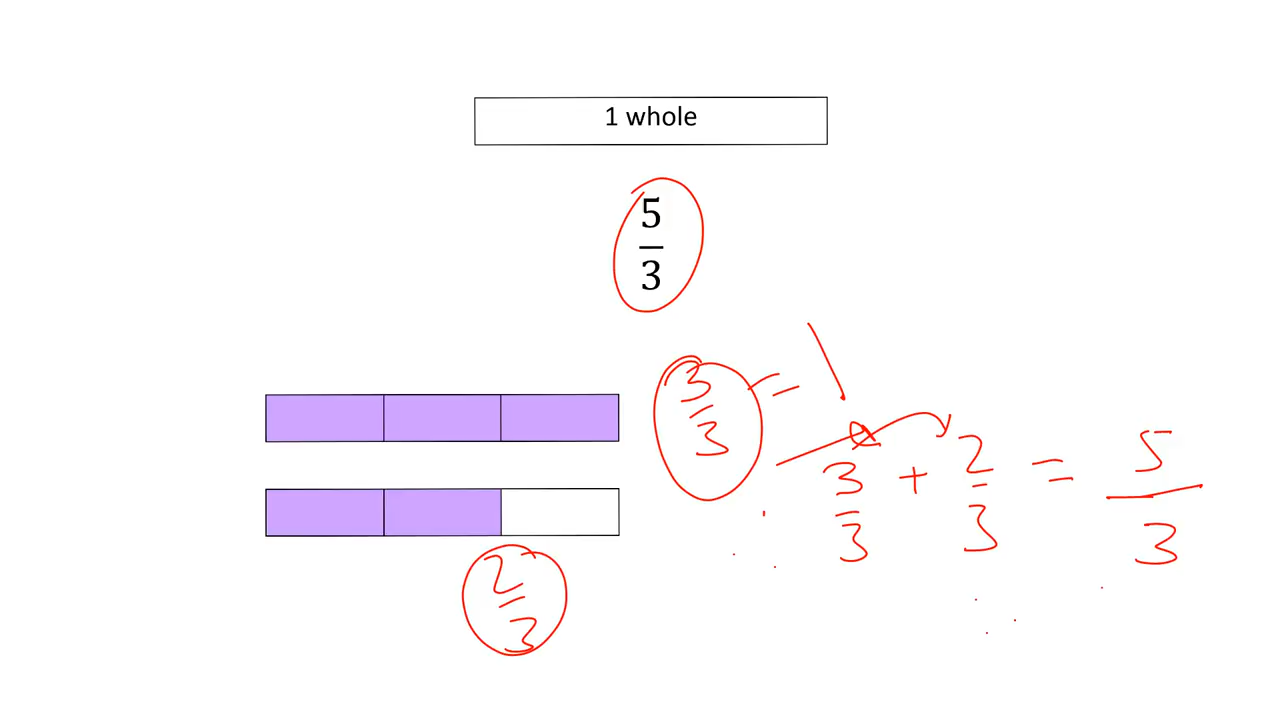 1 whole
5
3
3/3 = 1
3/3 + 2/3 = 5/3
2/3